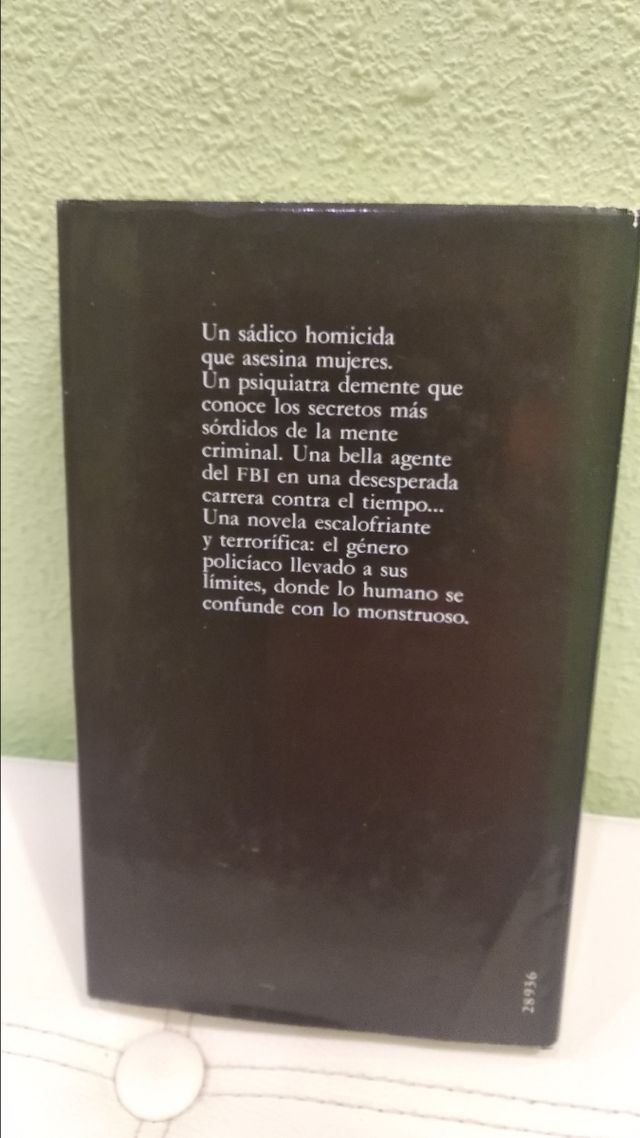 Un sádico homicida
que asesina mujeres.
Un psiquiatra demente que
conoce los secretos más
sórdidos de la mente
criminal. Una bella agente
del FBI en una desesperada
carrera contra el tiempo...
Una novela escalofriante
y terrorífica: el género
policíaco llevado a sus
límites, donde lo humano se
confunde con lo monstruoso.
28936